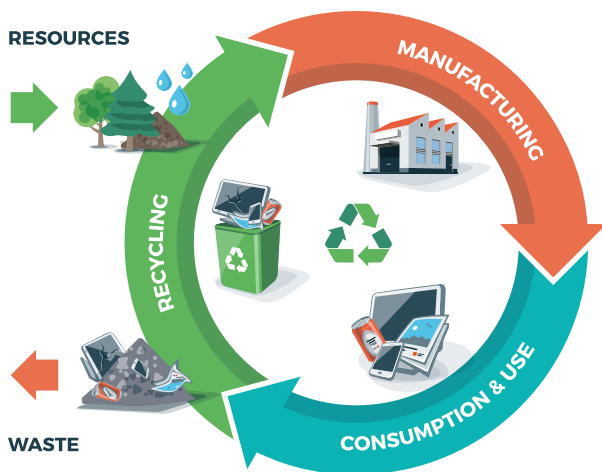 RESOURCES
MANUFACTURING
RECYCLING
CONSUMPTION & USE
WASTE